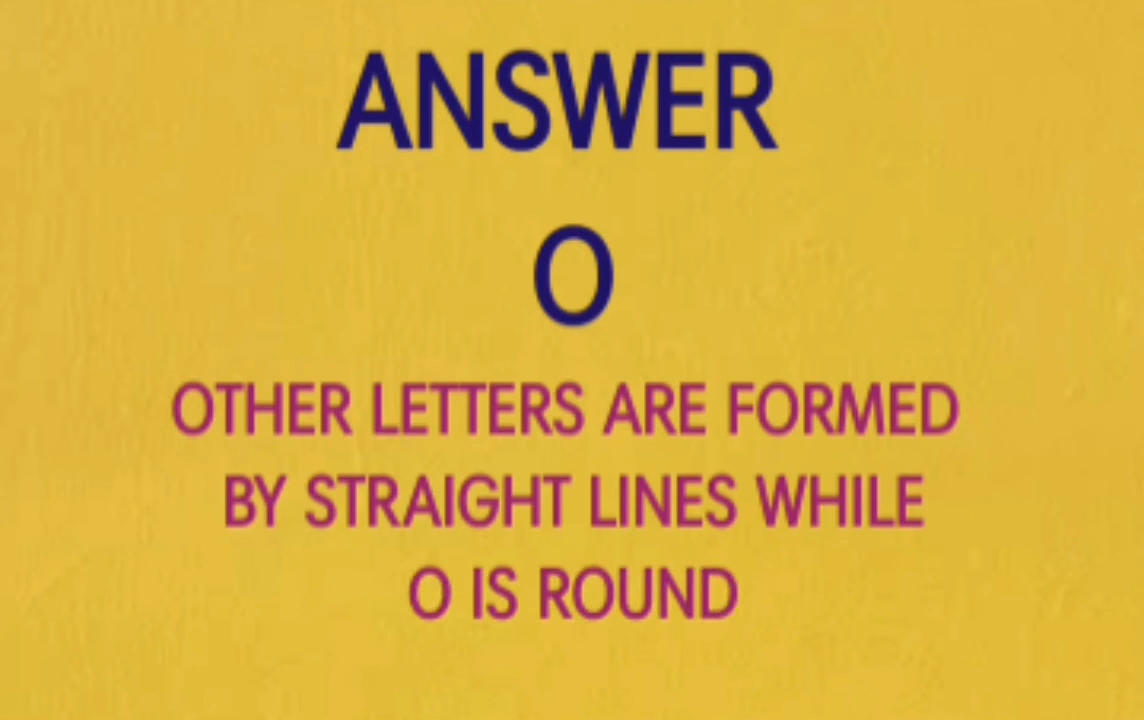 ANSWER
O
OTHER LETTERS ARE FORMED
BY STRAIGHT LINES WHILE
O IS ROUND